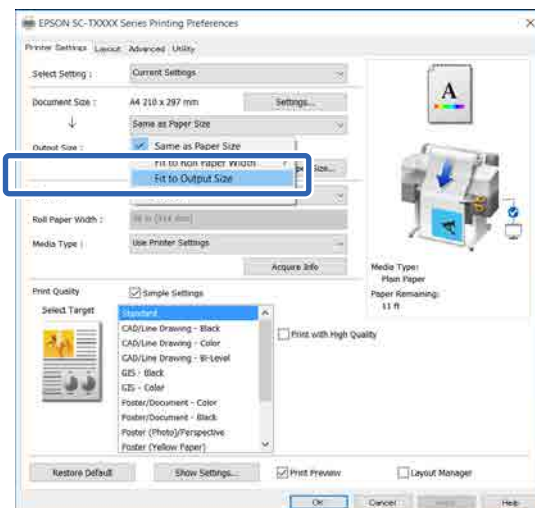 EPSON SC-TXXXX Series Printing Preferences
Printer Settings Layout Advanced Utility
Select Setting : Current Settings
Document Size : A4 210 x 297 mm Settings...
Same as Paper Size
Output Size : Same as Paper Size
Fit to Roll Paper Width
Size...
Fit to Output Size
Roll Paper Width :
Media Type : Use Printer Settings
Acquire Info
Media Type:
Plain Paper
Paper Remaining:
11 ft
Print Quality Simple Settings
Select Target
Standard
CAD/Line Drawing - Black
CAD/Line Drawing - Color
CAD/Line Drawing - Bi-Level
GIS - Black
GIS - Color
Poster/Document - Color
Poster/Document - Black
Poster (Photo)/Perspective
Poster (Yellow Paper)
Print with High Quality
Restore Default Show Settings... Print Preview Layout Manager
OK Cancel Help
A